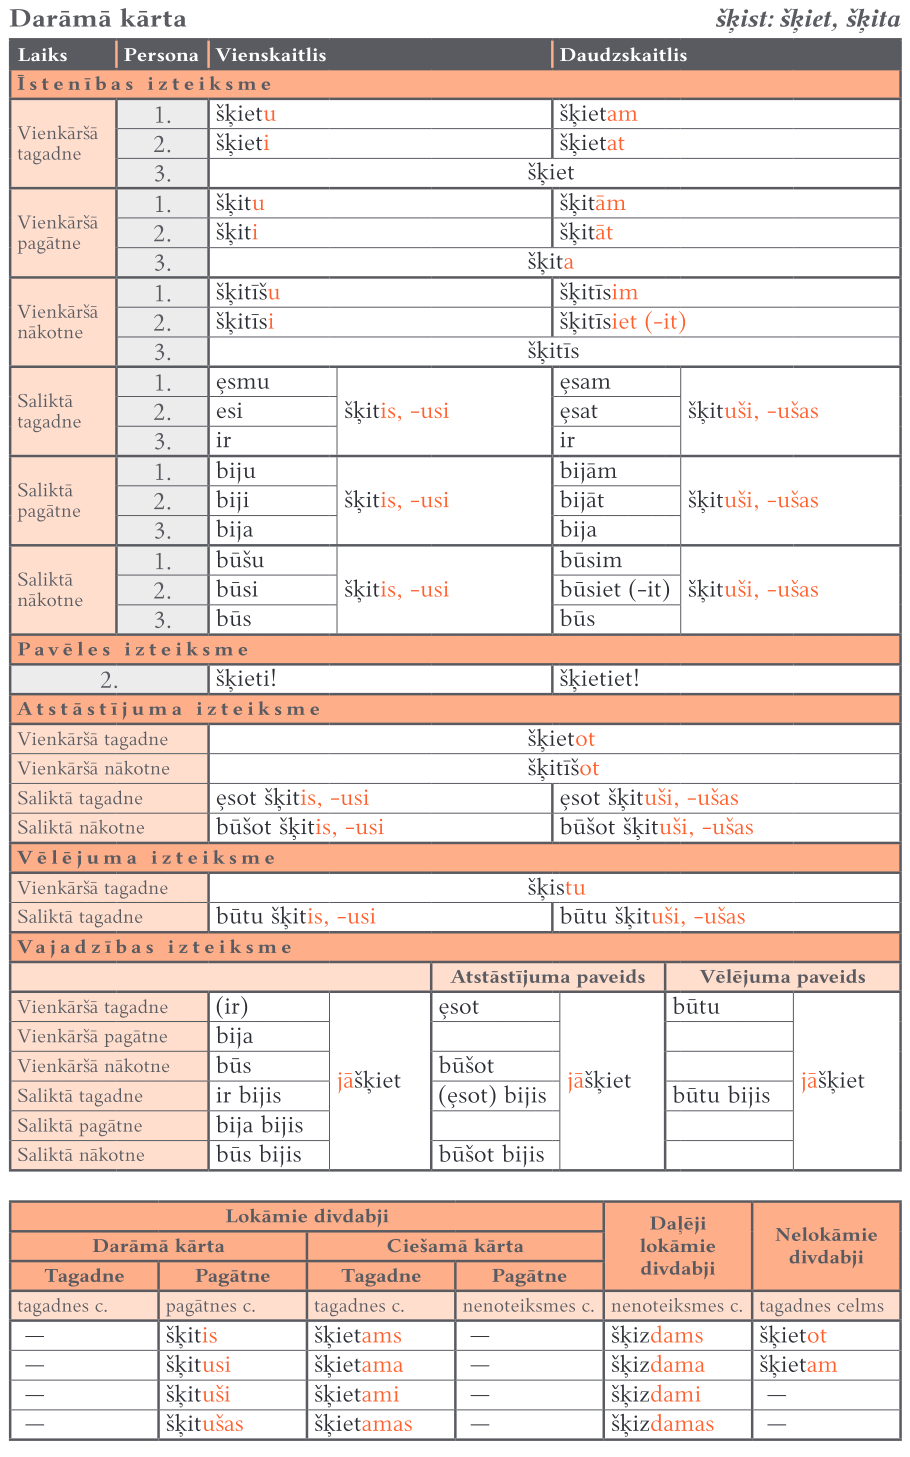 Darāmā kārta šķist: šķiet, šķita
Laiks Persona Vienskaitlis Daudzskaitlis
Īstenības izteiksme
Vienkāršā tagadne
1. šķietu šķietam
2. šķieti šķietat
3. šķiet
Vienkāršā pagātne
1. šķitu šķitām
2. šķiti šķitāt
3. šķita
Vienkāršā nākotne
1. šķitīšu šķitīsim
2. šķitīsi šķitīsiet (-it)
3. šķitīs
Saliktā tagadne
1. ȩsmu ȩsam
2. esi šķitis, -usi ȩsat šķituši, -ušas
3. ir ir
Saliktā pagātne
1. biju bijām
2. biji šķitis, -usi bijāt šķituši, -ušas
3. bija bija
Saliktā nākotne
1. būšu būsim
2. būsi šķitis, -usi būsiet (-it) šķituši, -ušas
3. būs būs
Pavēles izteiksme
2. šķieti! šķietiet!
Atstāstījuma izteiksme
Vienkāršā tagadne šķietot
Vienkāršā nākotne šķitīšot
Saliktā tagadne ȩsot šķitis, -usi ȩsot šķituši, -ušas
Saliktā nākotne būšot šķitis, -usi būšot šķituši, -ušas
Vēlējuma izteiksme
Vienkāršā tagadne šķistu
Saliktā tagadne būtu šķitis, -usi būtu šķituši, -ušas
Vajadzības izteiksme
Atstāstījuma paveids Vēlējuma paveids
Vienkāršā tagadne (ir) ȩsot būtu
Vienkāršā pagātne bija
Vienkāršā nākotne būs būšot
jāšķiet jāšķiet jāšķiet
Saliktā tagadne ir bijis (ȩsot) bijis būtu bijis
Saliktā pagātne bija bijis
Saliktā nākotne būs bijis būšot bijis
Lokāmie divdabji
Daļēji lokāmie divdabji
Nelokāmie divdabji
Darāmā kārta Ciešamā kārta
Tagadne Pagātne Tagadne Pagātne
tagadnes c. pagātnes c. tagadnes c. nenoteiksmes c. nenoteiksmes c. tagadnes celms
— šķitis šķietams — šķizdams šķietot
— šķitusi šķietama — šķizdama šķietam
— šķituši šķietami — šķizdami —
— šķitušas šķietamas — šķizdamas —